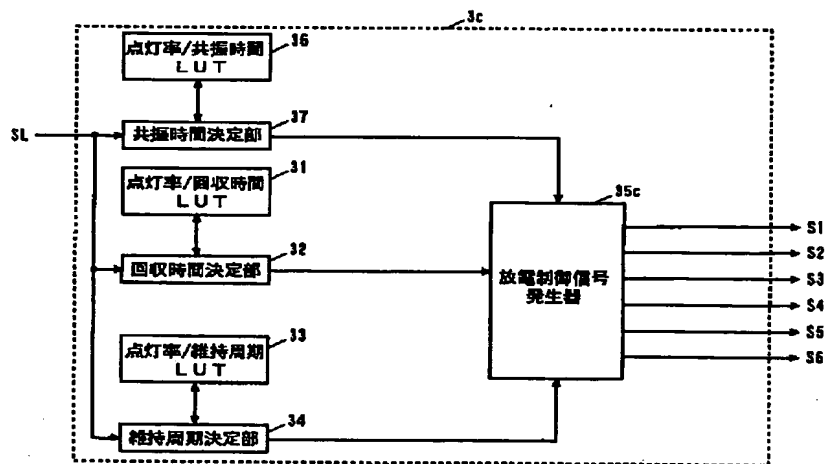 3c
点灯率/共振時間
LUT
36
共振時間決定部
37
SL
点灯率/回収時間
LUT
31
回収時間決定部
32
点灯率/維持周期
LUT
33
維持周期決定部
34
放電制御信号
発生器
35c
S1
S2
S3
S4
S5
S6